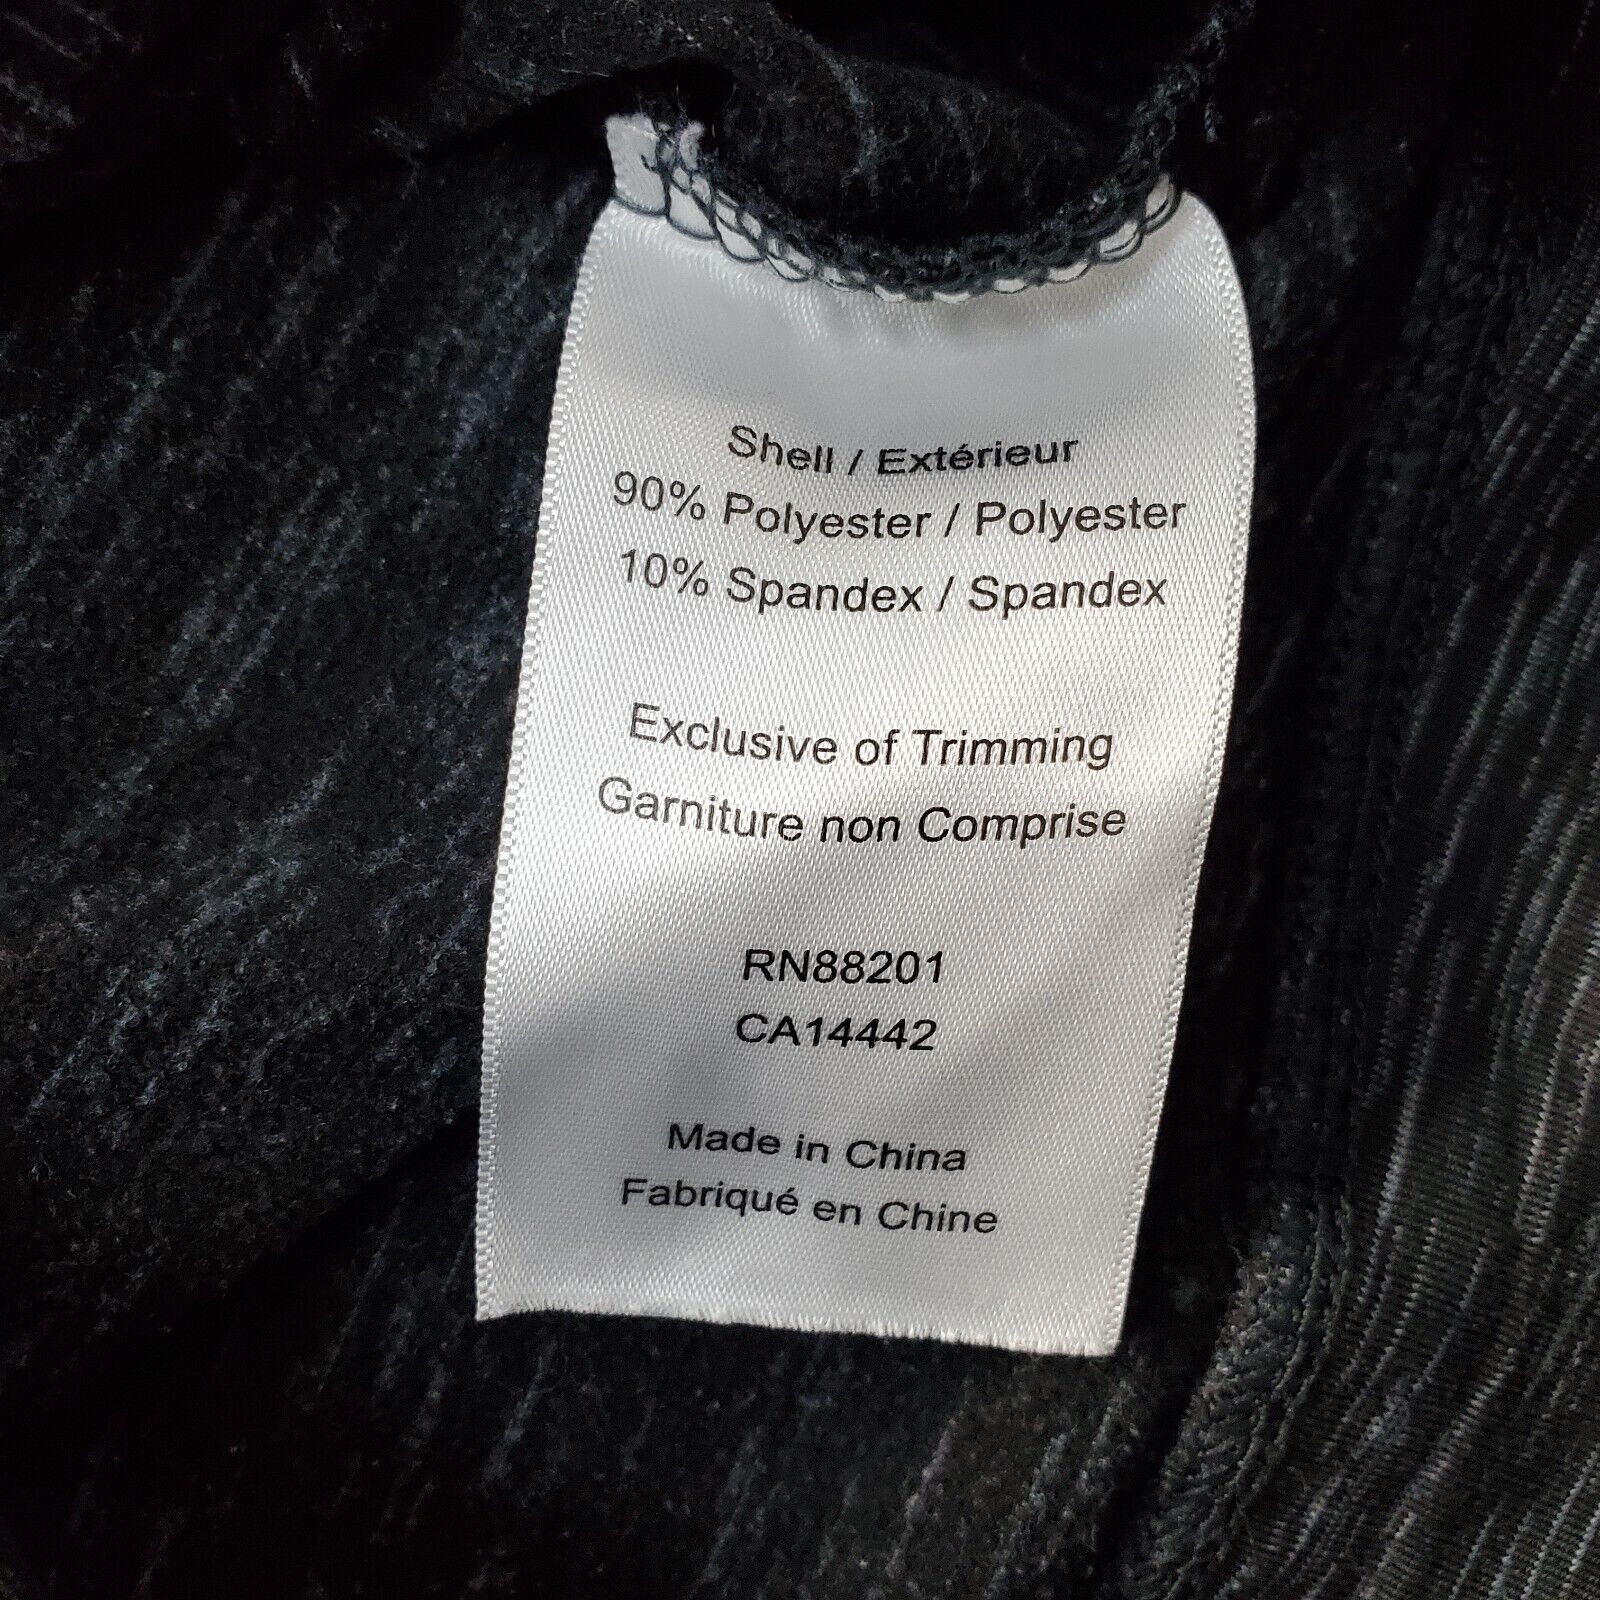 Shell / Extérieur
90% Polyester / Polyester
10% Spandex / Spandex
Exclusive of Trimming
Garniture non Comprise
RN88201
CA14442
Made in China
Fabriqué en Chine